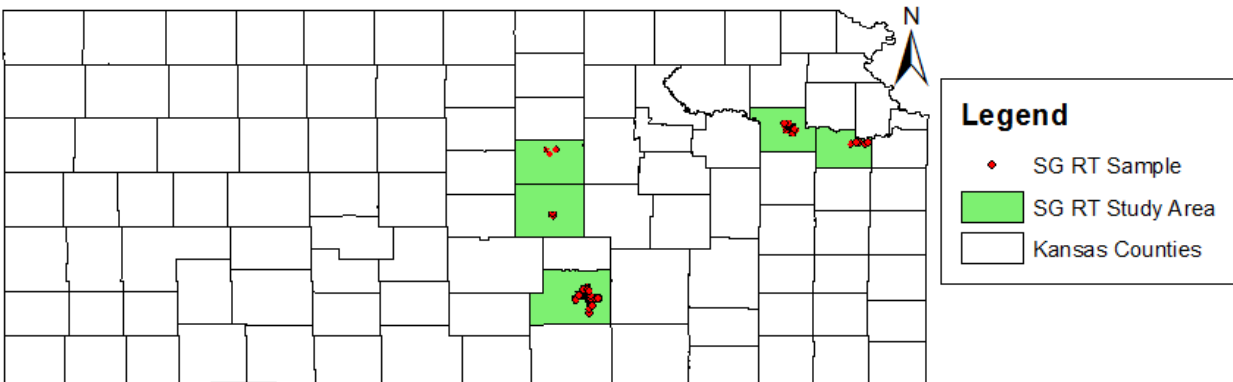 N
Legend
SG RT Sample
SG RT Study Area
Kansas Counties